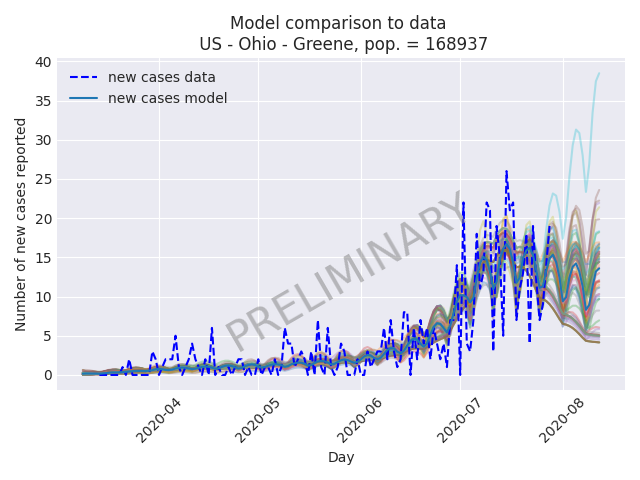 Model comparison to data
US - Ohio - Greene, pop. = 168937
new cases data
new cases model
Number of new cases reported
40
35
30
25
20
15
10
5
0
PRELIMINARY
2020-04
2020-05
2020-06
2020-07
2020-08
Day